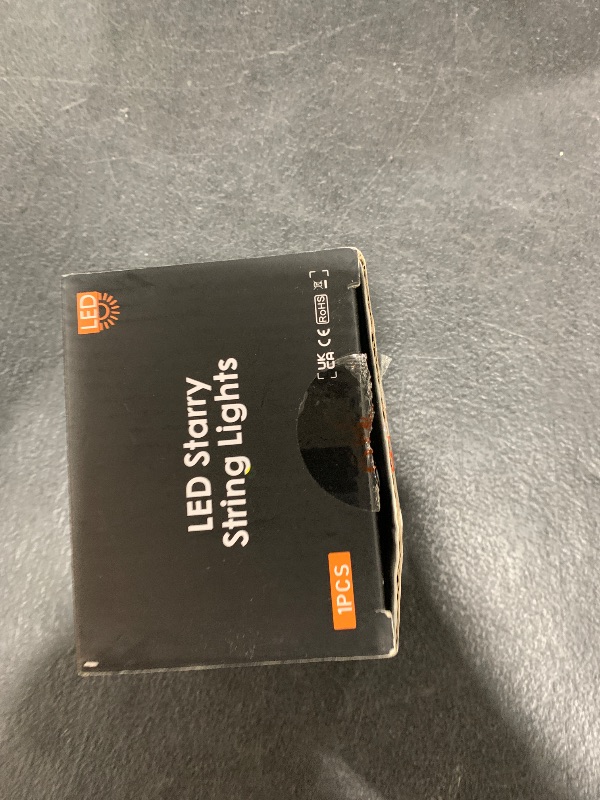 LED
LED Starry
String Lights
UK
CA
CE
RoHS
1PCS